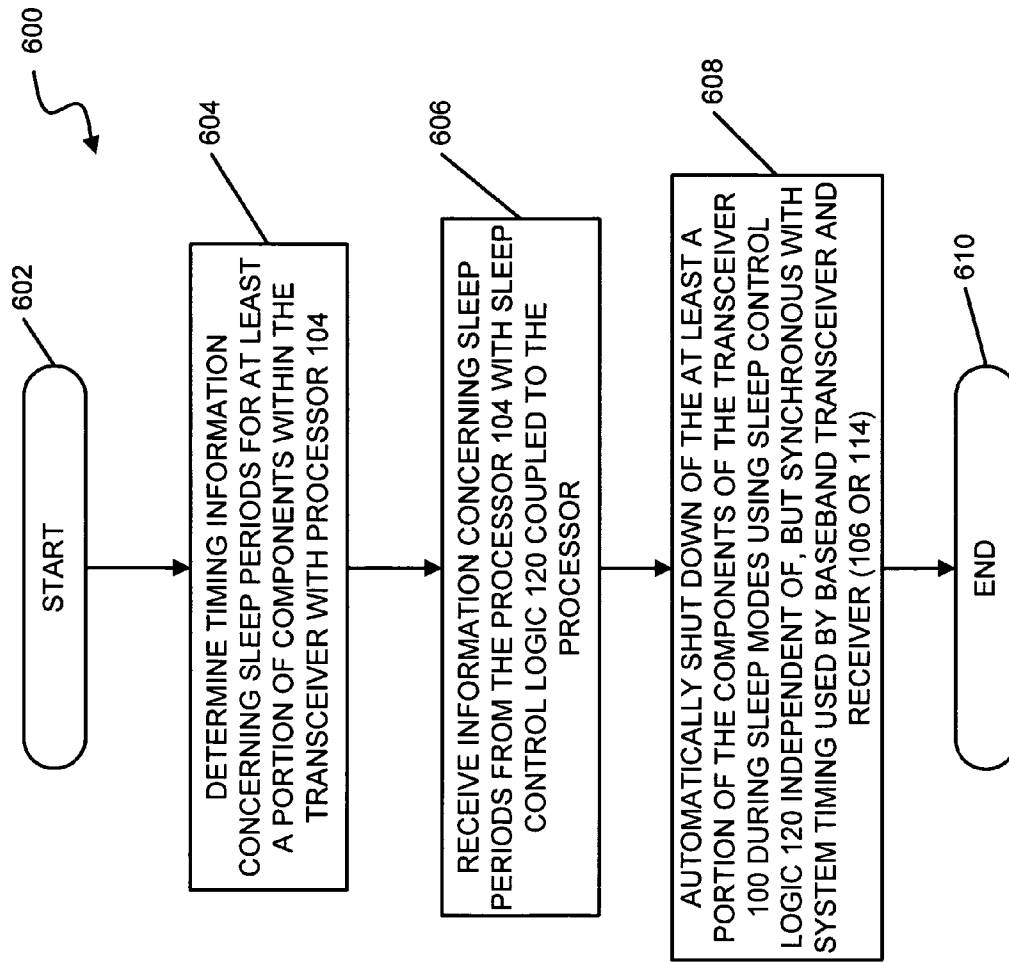 600
602
START
604
DETERMINE TIMING INFORMATION
CONCERNING SLEEP PERIODS FOR AT LEAST
A PORTION OF COMPONENTS WITHIN THE
TRANSCEIVER WITH PROCESSOR 104
606
RECEIVE INFORMATION CONCERNING SLEEP
PERIODS FROM THE PROCESSOR 104 WITH SLEEP
CONTROL LOGIC 120 COUPLED TO THE
PROCESSOR
608
AUTOMATICALLY SHUT DOWN OF THE AT LEAST A
PORTION OF THE COMPONENTS OF THE TRANSCEIVER
100 DURING SLEEP MODES USING SLEEP CONTROL
LOGIC 120 INDEPENDENT OF, BUT SYNCHRONOUS WITH
SYSTEM TIMING USED BY BASEBAND TRANSCEIVER AND
RECEIVER (106 OR 114)
610
END